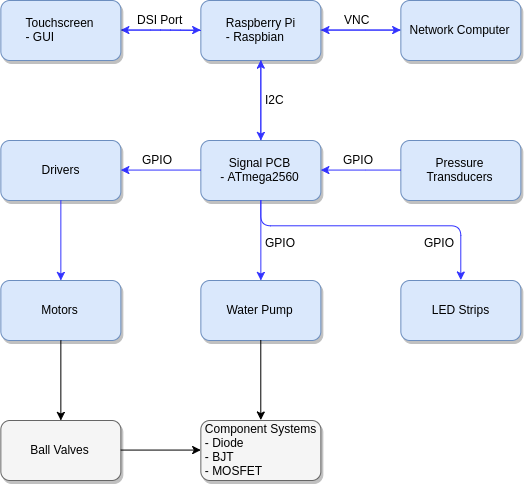 Touchscreen
- GUI
DSI Port
Raspberry Pi
- Raspbian
VNC
Network Computer
I2C
Drivers
GPIO
Signal PCB
- ATmega2560
GPIO
Pressure
Transducers
GPIO
GPIO
Motors
Water Pump
LED Strips
Ball Valves
Component Systems
- Diode
- BJT
- MOSFET